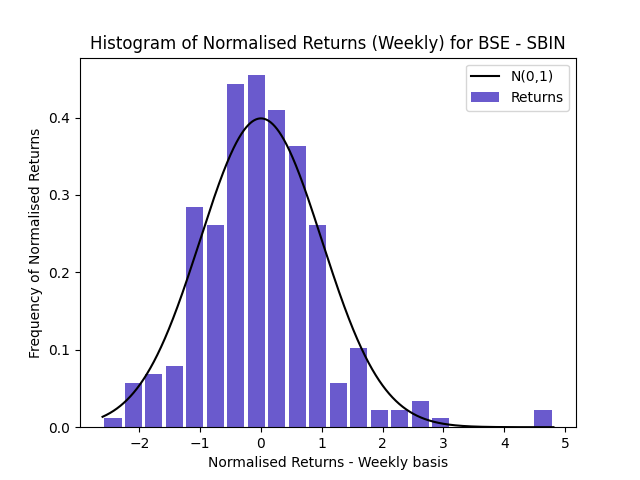 Histogram of Normalised Returns (Weekly) for BSE - SBIN
N(0,1)
Returns
Frequency of Normalised Returns
0.4
0.3
0.2
0.1
0.0
−2 −1 0 1 2 3 4 5
Normalised Returns - Weekly basis